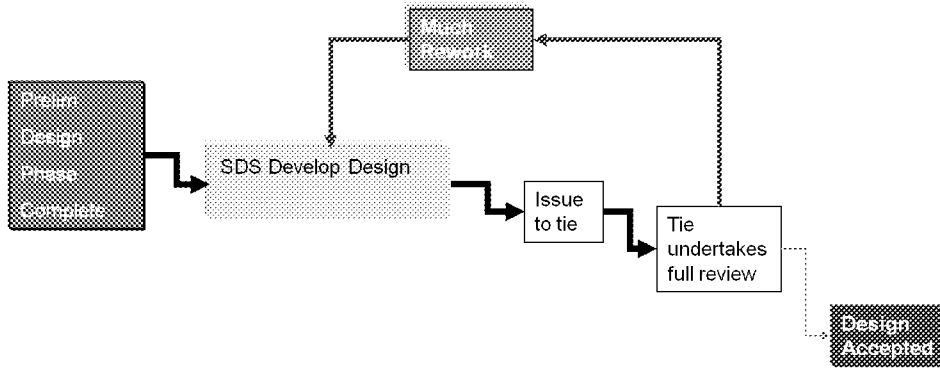 Much
Rework
Prelim
Design
Phase
Complete
SDS Develop Design
Issue
to tie
Tie
undertakes
full review
Design
Accepted